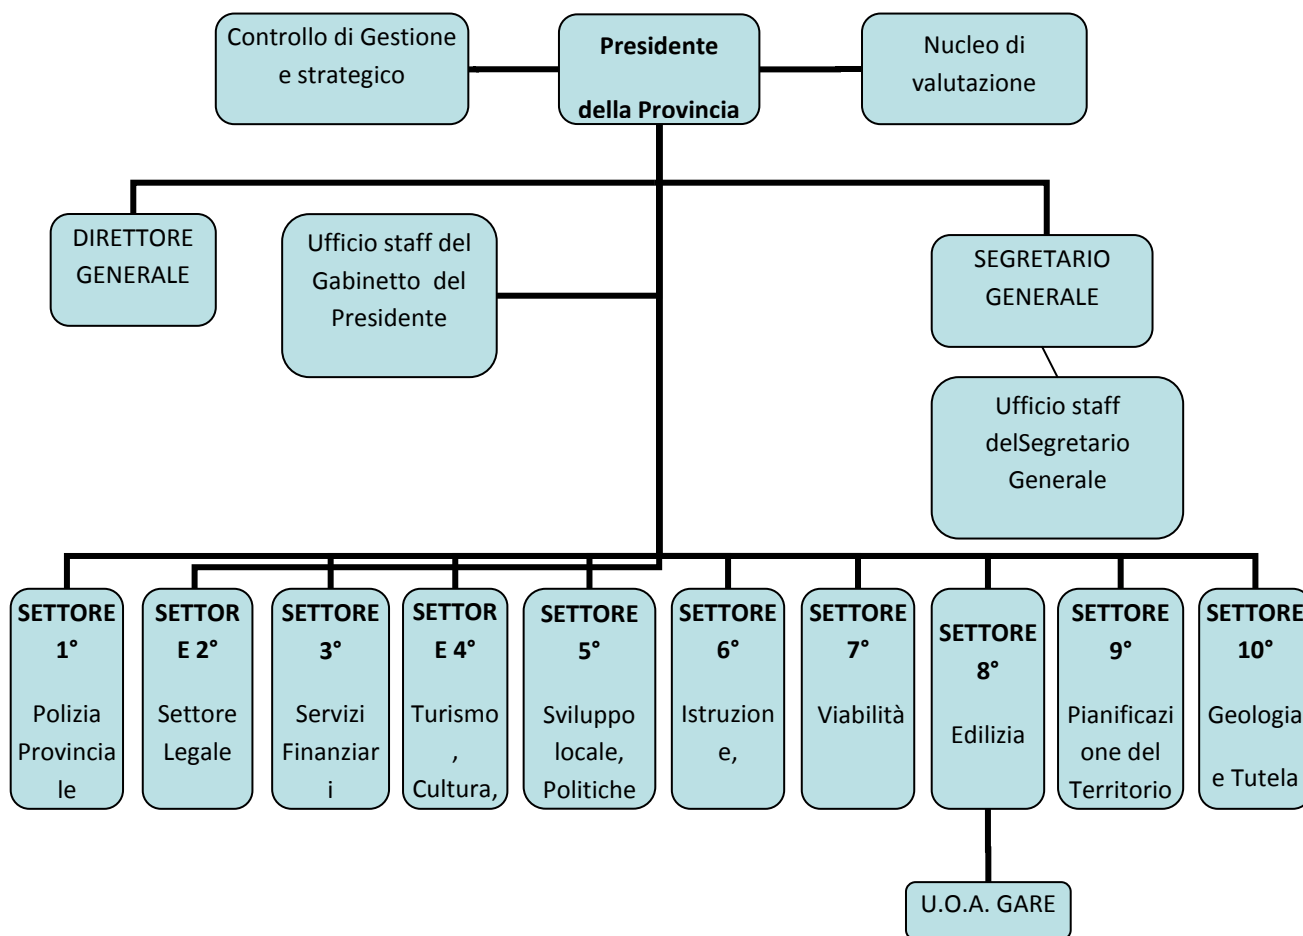 Controllo di Gestione
e strategico
Presidente
della Provincia
Nucleo di
valutazione
DIRETTORE
GENERALE
Ufficio staff del
Gabinetto del
Presidente
SEGRETARIO
GENERALE
Ufficio staff
delSegretario
Generale
SETTORE
1°
Polizia
Provincia
le
SETTOR
E 2°
Settore
Legale
SETTORE
3°
Servizi
Finanziar
i
SETTOR
E 4°
Turismo
,
Cultura,
SETTORE
5°
Sviluppo
locale,
Politiche
SETTORE
6°
Istruzion
e,
SETTORE
7°
Viabilità
SETTORE
8°
Edilizia
SETTORE
9°
Pianificazi
one del
Territorio
SETTORE
10°
Geologia
e Tutela
U.O.A. GARE